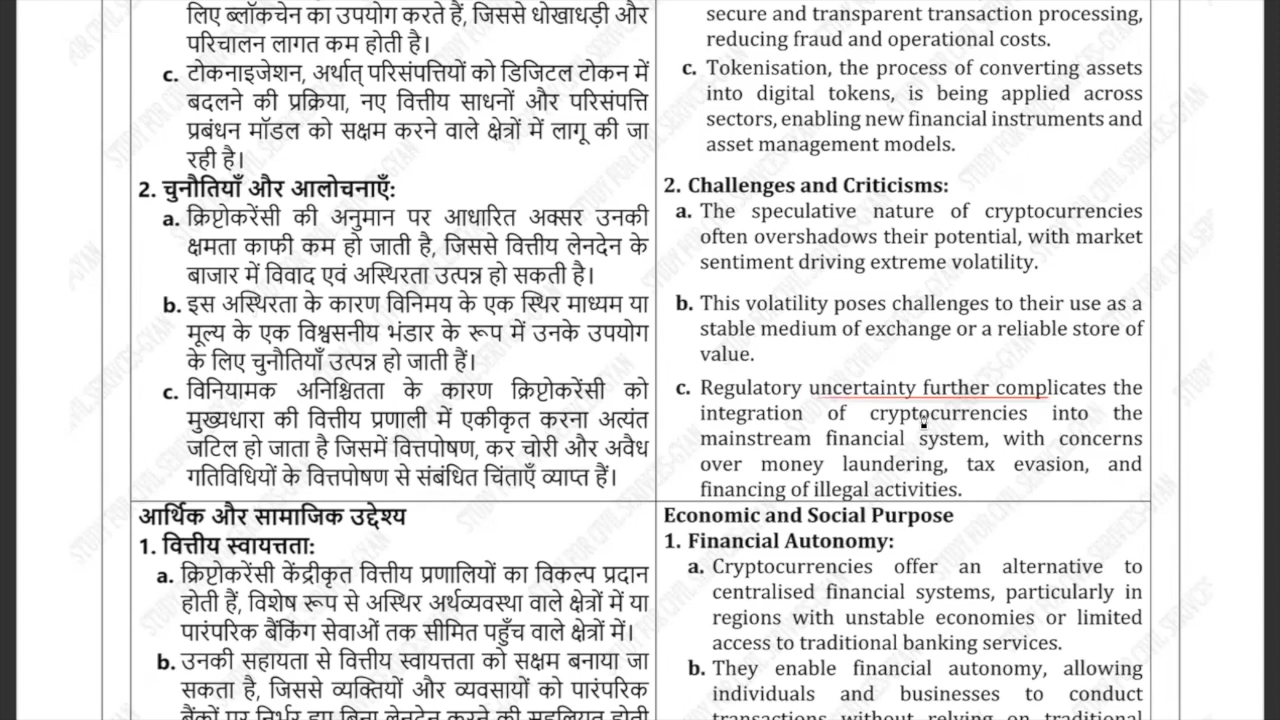 लिए ब्लॉकचेन का उपयोग करते हैं, जिससे धोखाधड़ी और
परिचालन लागत कम होती है।
c. टोकनाइजेशन, अर्थात् परिसंपत्तियों को डिजिटल टोकन में
बदलने की प्रक्रिया, नए वित्तीय साधनों और परिसंपत्ति
प्रबंधन मॉडल को सक्षम करने वाले क्षेत्रों में लागू की जा
रही है।
2. चुनौतियाँ और आलोचनाएँ:
a. क्रिप्टोकरेंसी की अनुमान पर आधारित अक्सर उनकी
क्षमता काफी कम हो जाती है, जिससे वित्तीय लेनदेन के
बाजार में विवाद एवं अस्थिरता उत्पन्न हो सकती है।
b. इस अस्थिरता के कारण विनिमय के एक स्थिर माध्यम या
मूल्य के एक विश्वसनीय भंडार के रूप में उनके उपयोग
के लिए चुनौतियाँ उत्पन्न हो जाती हैं।
c. विनियामक अनिश्चितता के कारण क्रिप्टोकरेंसी को
मुख्यधारा की वित्तीय प्रणाली में एकीकृत करना अत्यंत
जटिल हो जाता है जिसमें वित्तपोषण, कर चोरी और अवैध
गतिविधियों के वित्तपोषण से संबंधित चिंताएँ व्याप्त हैं।
आर्थिक और सामाजिक उद्देश्य
1. वित्तीय स्वायत्तता:
a. क्रिप्टोकरेंसी केंद्रीकृत वित्तीय प्रणालियों का विकल्प प्रदान
होती हैं, विशेष रूप से अस्थिर अर्थव्यवस्था वाले क्षेत्रों में या
पारंपरिक बैंकिंग सेवाओं तक सीमित पहुँच वाले क्षेत्रों में।
b. उनकी सहायता से वित्तीय स्वायत्तता को सक्षम बनाया जा
सकता है, जिससे व्यक्तियों और व्यवसायों को पारंपरिक
बैंकों पर निर्भर हुए बिना लेनदेन करने की सहूलियत होती
secure and transparent transaction processing,
reducing fraud and operational costs.
c. Tokenisation, the process of converting assets
into digital tokens, is being applied across
sectors, enabling new financial instruments and
asset management models.
2. Challenges and Criticisms:
a. The speculative nature of cryptocurrencies
often overshadows their potential, with market
sentiment driving extreme volatility.
b. This volatility poses challenges to their use as a
stable medium of exchange or a reliable store of
value.
c. Regulatory uncertainty further complicates the
integration of cryptocurrencies into the
mainstream financial system, with concerns
over money laundering, tax evasion, and
financing of illegal activities.
Economic and Social Purpose
1. Financial Autonomy:
a. Cryptocurrencies offer an alternative to
centralised financial systems, particularly in
regions with unstable economies or limited
access to traditional banking services.
b. They enable financial autonomy, allowing
individuals and businesses to conduct
transactions without relying on traditional